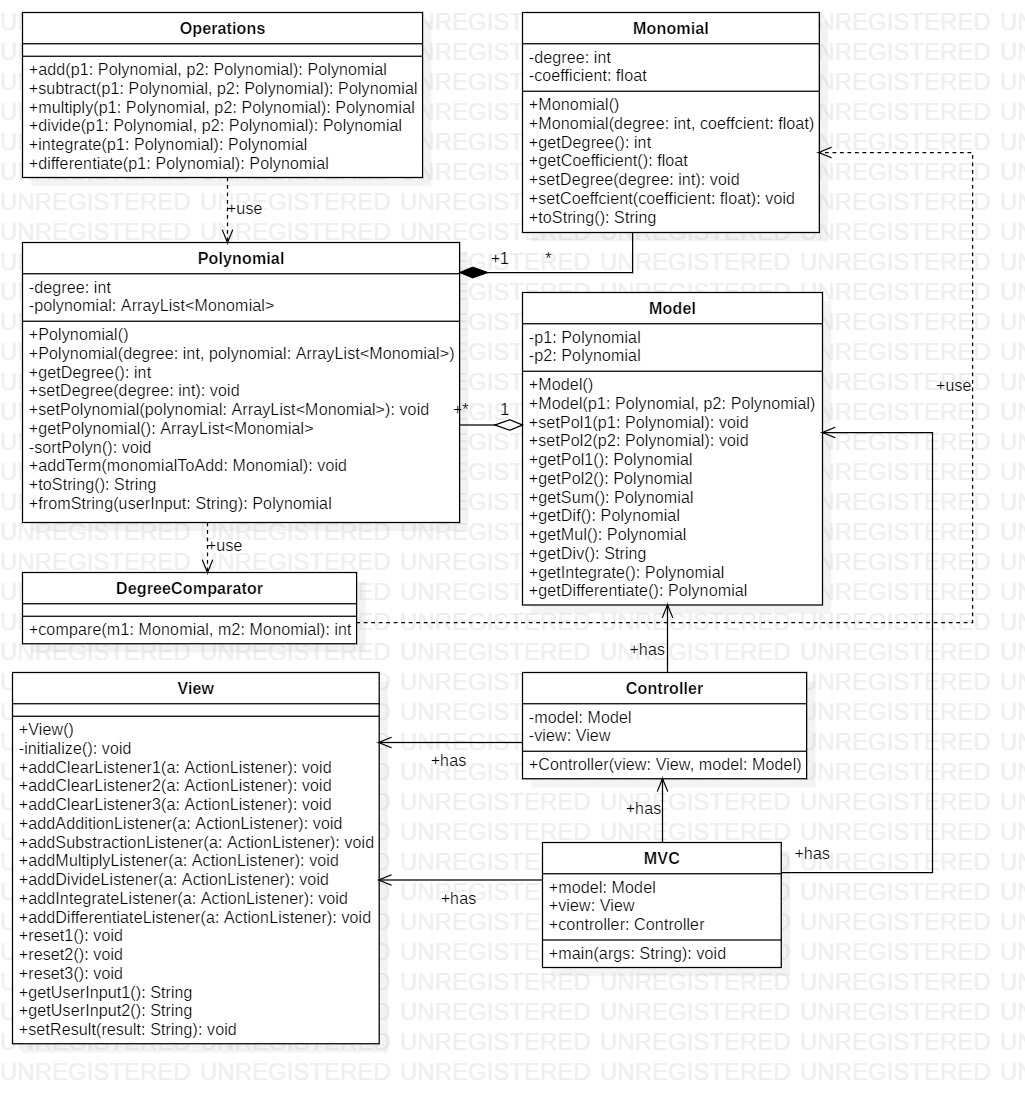 Operations
+add(p1: Polynomial, p2: Polynomial): Polynomial
+subtract(p1: Polynomial, p2: Polynomial): Polynomial
+multiply(p1: Polynomial, p2: Polynomial): Polynomial
+divide(p1: Polynomial, p2: Polynomial): Polynomial
+integrate(p1: Polynomial): Polynomial
+differentiate(p1: Polynomial): Polynomial
+use
Monomial
-degree: int
-coefficient: float
+Monomial()
+Monomial(degree: int, coeffcient: float)
+getDegree(): int
+getCoefficient(): float
+setDegree(degree: int): void
+setCoeffcient(coefficient: float): void
+toString(): String
+1 *
Polynomial
-degree: int
-polynomial: ArrayList<Monomial>
+Polynomial()
+Polynomial(degree: int, polynomial: ArrayList<Monomial>)
+getDegree(): int
+setDegree(degree: int): void
+setPolynomial(polynomial: ArrayList<Monomial>): void
+getPolynomial(): ArrayList<Monomial>
-sortPolyn(): void
+addTerm(monomialToAdd: Monomial): void
+toString(): String
+fromString(userInput: String): Polynomial
+* 1
+use
Model
-p1: Polynomial
-p2: Polynomial
+Model()
+Model(p1: Polynomial, p2: Polynomial)
+setPol1(p1: Polynomial): void
+setPol2(p2: Polynomial): void
+getPol1(): Polynomial
+getPol2(): Polynomial
+getSum(): Polynomial
+getDif(): Polynomial
+getMul(): Polynomial
+getDiv(): String
+getIntegrate(): Polynomial
+getDifferentiate(): Polynomial
+use
DegreeComparator
+compare(m1: Monomial, m2: Monomial): int
+has
View
+View()
-initialize(): void
+addClearListener1(a: ActionListener): void
+addClearListener2(a: ActionListener): void
+addClearListener3(a: ActionListener): void
+addAdditionListener(a: ActionListener): void
+addSubstractionListener(a: ActionListener): void
+addMultiplyListener(a: ActionListener): void
+addDivideListener(a: ActionListener): void
+addIntegrateListener(a: ActionListener): void
+addDifferentiateListener(a: ActionListener): void
+reset1(): void
+reset2(): void
+reset3(): void
+getUserInput1(): String
+getUserInput2(): String
+setResult(result: String): void
Controller
-model: Model
-view: View
+Controller(view: View, model: Model)
+has
+has
MVC
+model: Model
+view: View
+controller: Controller
+main(args: String): void
+has
+has
UNREGISTERED